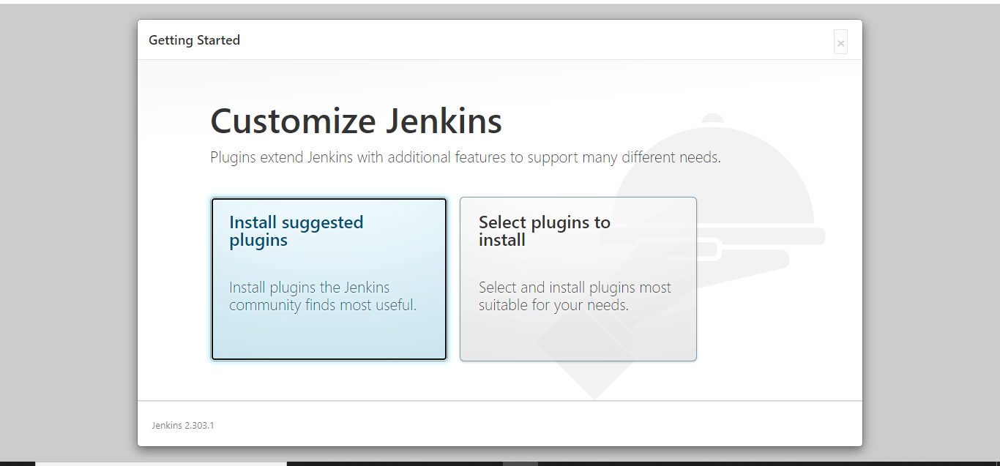 Getting Started
×
Customize Jenkins
Plugins extend Jenkins with additional features to support many different needs.
Install suggested
plugins
Install plugins the Jenkins
community finds most useful.
Select plugins to
install
Select and install plugins most
suitable for your needs.
Jenkins 2.303.1